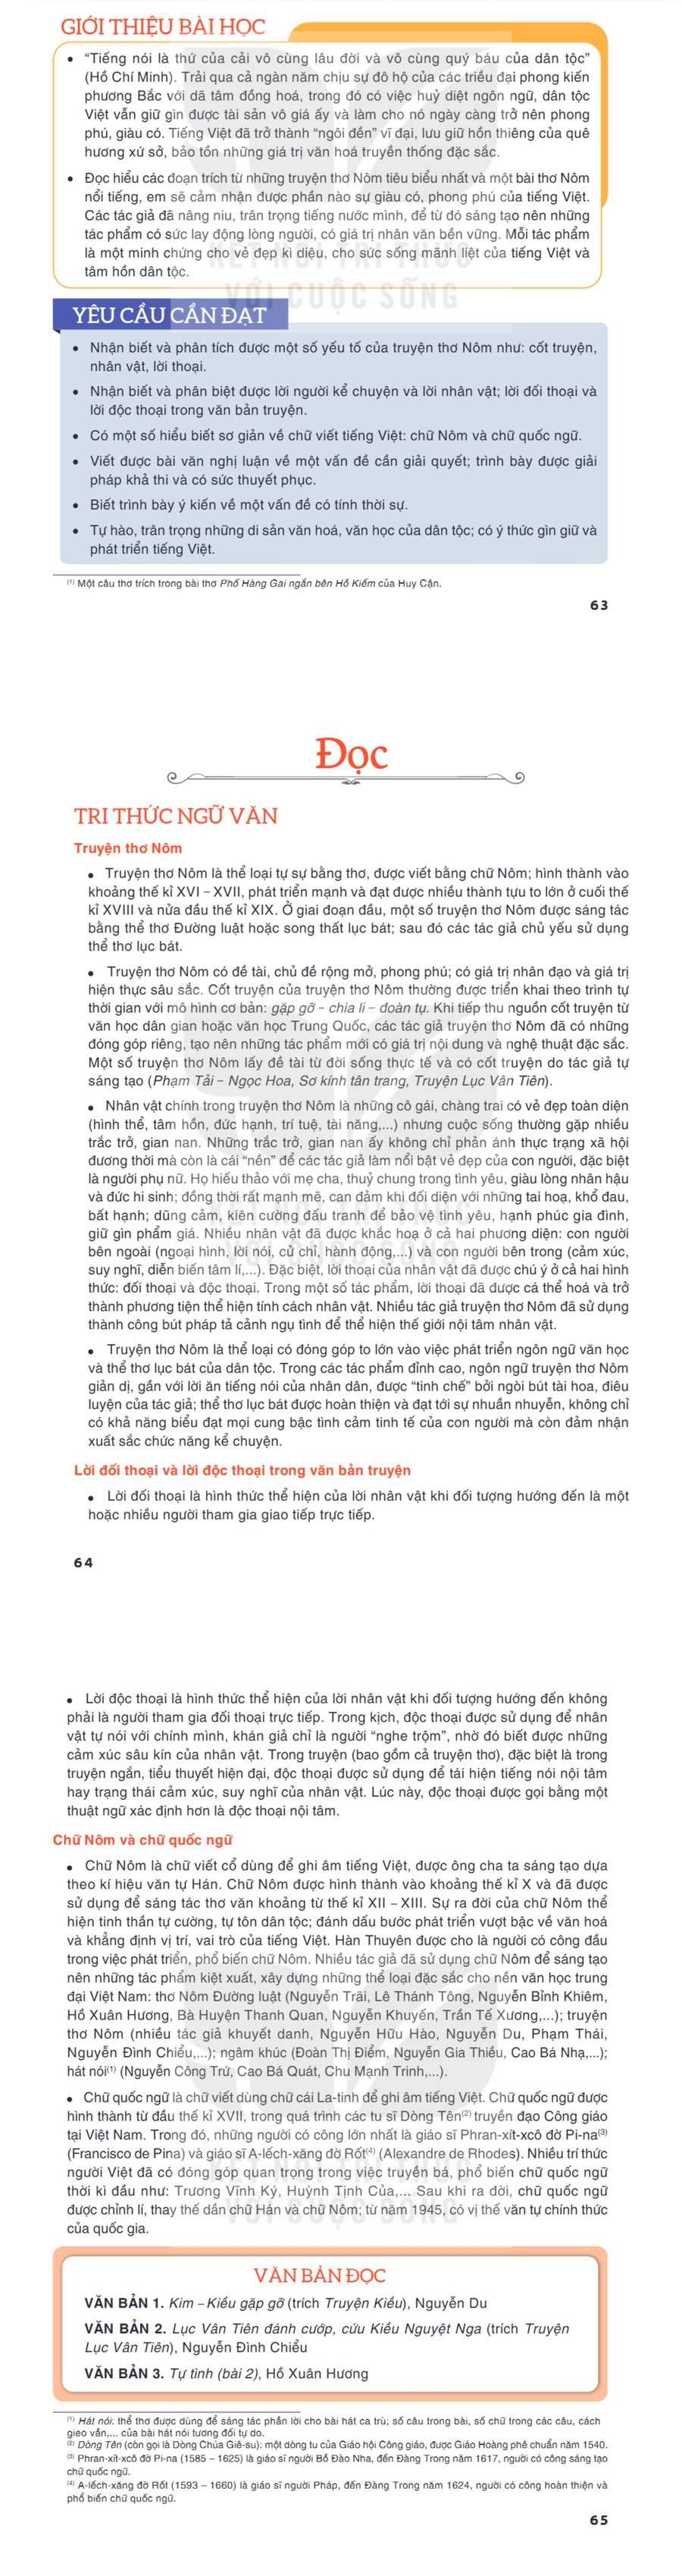 GIỚI THIỆU BÀI HỌC
• “Tiếng nói là thứ của cải vô cùng lâu đời và vô cùng quý báu của dân tộc”
(Hồ Chí Minh). Trải qua cả ngàn năm chịu sự đô hộ của các triều đại phong kiến
phương Bắc với dã tâm đồng hoá, trong đó có việc huỷ diệt ngôn ngữ, dân tộc
Việt vẫn giữ gìn được tài sản vô giá ấy và làm cho nó ngày càng trở nên phong
phú, giàu có. Tiếng Việt đã trở thành “ngôi đền” vĩ đại, lưu giữ hồn thiêng của quê
hương xứ sở, bảo tồn những giá trị văn hoá truyền thống đặc sắc.
• Đọc hiểu các đoạn trích từ những truyện thơ Nôm tiêu biểu nhất và một bài thơ Nôm
nổi tiếng, em sẽ cảm nhận được phần nào sự giàu có, phong phú của tiếng Việt.
Các tác giả đã nâng niu, trân trọng tiếng nước mình, để từ đó sáng tạo nên những
tác phẩm có sức lay động lòng người, có giá trị nhân văn bền vững. Mỗi tác phẩm
là một minh chứng cho vẻ đẹp kì diệu, cho sức sống mãnh liệt của tiếng Việt và
tâm hồn dân tộc.
KẾT NỐI TRI THỨC
VỚI CUỘC SỐNG
YÊU CẦU CẦN ĐẠT
• Nhận biết và phân tích được một số yếu tố của truyện thơ Nôm như: cốt truyện,
nhân vật, lời thoại.
• Nhận biết và phân biệt được lời người kể chuyện và lời nhân vật; lời đối thoại và
lời độc thoại trong văn bản truyện.
• Có một số hiểu biết sơ giản về chữ viết tiếng Việt: chữ Nôm và chữ quốc ngữ.
• Viết được bài văn nghị luận về một vấn đề cần giải quyết; trình bày được giải
pháp khả thi và có sức thuyết phục.
• Biết trình bày ý kiến về một vấn đề có tính thời sự.
• Tự hào, trân trọng những di sản văn hoá, văn học của dân tộc; có ý thức gìn giữ và
phát triển tiếng Việt.
(1) Một câu thơ trích trong bài thơ Phố Hàng Gai ngắn bên Hồ Kiếm của Huy Cận.
63
Đọc
TRI THỨC NGỮ VĂN
Truyện thơ Nôm
• Truyện thơ Nôm là thể loại tự sự bằng thơ, được viết bằng chữ Nôm; hình thành vào
khoảng thế kỉ XVI – XVII, phát triển mạnh và đạt được nhiều thành tựu to lớn ở cuối thế
kỉ XVIII và nửa đầu thế kỉ XIX. Ở giai đoạn đầu, một số truyện thơ Nôm được sáng tác
bằng thể thơ Đường luật hoặc song thất lục bát; sau đó các tác giả chủ yếu sử dụng
thể thơ lục bát.
• Truyện thơ Nôm có đề tài, chủ đề rộng mở, phong phú; có giá trị nhân đạo và giá trị
hiện thực sâu sắc. Cốt truyện của truyện thơ Nôm thường được triển khai theo trình tự
thời gian với mô hình cơ bản: gặp gỡ – chia li – đoàn tụ. Khi tiếp thu nguồn cốt truyện từ
văn học dân gian hoặc văn học Trung Quốc, các tác giả truyện thơ Nôm đã có những
đóng góp riêng, tạo nên những tác phẩm mới có giá trị nội dung và nghệ thuật đặc sắc.
Một số truyện thơ Nôm lấy đề tài từ đời sống thực tế và có cốt truyện do tác giả tự
sáng tạo (Phạm Tải – Ngọc Hoa, Sơ kính tân trang, Truyện Lục Vân Tiên).
• Nhân vật chính trong truyện thơ Nôm là những cô gái, chàng trai có vẻ đẹp toàn diện
(hình thể, tâm hồn, đức hạnh, trí tuệ, tài năng,...) nhưng cuộc sống thường gặp nhiều
trắc trở, gian nan. Những trắc trở, gian nan ấy không chỉ phản ánh thực trạng xã hội
đương thời mà còn là cái “nền” để các tác giả làm nổi bật vẻ đẹp của con người, đặc biệt
là người phụ nữ. Họ hiếu thảo với mẹ cha, thuỷ chung trong tình yêu, giàu lòng nhân hậu
và đức hi sinh; đồng thời rất mạnh mẽ, can đảm khi đối diện với những tai hoạ, khổ đau,
bất hạnh; dũng cảm, kiên cường đấu tranh để bảo vệ tình yêu, hạnh phúc gia đình,
giữ gìn phẩm giá. Nhiều nhân vật đã được khắc hoạ ở cả hai phương diện: con người
bên ngoài (ngoại hình, lời nói, cử chỉ, hành động,...) và con người bên trong (cảm xúc,
suy nghĩ, diễn biến tâm lí,...). Đặc biệt, lời thoại của nhân vật đã được chú ý ở cả hai hình
thức: đối thoại và độc thoại. Trong một số tác phẩm, lời thoại đã được cá thể hoá và trở
thành phương tiện thể hiện tính cách nhân vật. Nhiều tác giả truyện thơ Nôm đã sử dụng
thành công bút pháp tả cảnh ngụ tình để thể hiện thế giới nội tâm nhân vật.
• Truyện thơ Nôm là thể loại có đóng góp to lớn vào việc phát triển ngôn ngữ văn học
và thể thơ lục bát của dân tộc. Trong các tác phẩm đỉnh cao, ngôn ngữ truyện thơ Nôm
giản dị, gần với lời ăn tiếng nói của nhân dân, được “tinh chế” bởi ngòi bút tài hoa, điêu
luyện của tác giả; thể thơ lục bát được hoàn thiện và đạt tới sự nhuần nhuyễn, không chỉ
có khả năng biểu đạt mọi cung bậc tình cảm tinh tế của con người mà còn đảm nhận
xuất sắc chức năng kể chuyện.
Lời đối thoại và lời độc thoại trong văn bản truyện
• Lời đối thoại là hình thức thể hiện của lời nhân vật khi đối tượng hướng đến là một
hoặc nhiều người tham gia giao tiếp trực tiếp.
64
• Lời độc thoại là hình thức thể hiện của lời nhân vật khi đối tượng hướng đến không
phải là người tham gia đối thoại trực tiếp. Trong kịch, độc thoại được sử dụng để nhân
vật tự nói với chính mình, khán giả chỉ là người “nghe trộm”, nhờ đó biết được những
cảm xúc sâu kín của nhân vật. Trong truyện (bao gồm cả truyện thơ), đặc biệt là trong
truyện ngắn, tiểu thuyết hiện đại, độc thoại được sử dụng để tái hiện tiếng nói nội tâm
hay trạng thái cảm xúc, suy nghĩ của nhân vật. Lúc này, độc thoại được gọi bằng một
thuật ngữ xác định hơn là độc thoại nội tâm.
Chữ Nôm và chữ quốc ngữ
• Chữ Nôm là chữ viết cổ dùng để ghi âm tiếng Việt, được ông cha ta sáng tạo dựa
theo kí hiệu văn tự Hán. Chữ Nôm được hình thành vào khoảng thế kỉ X và đã được
sử dụng để sáng tác thơ văn khoảng từ thế kỉ XII – XIII. Sự ra đời của chữ Nôm thể
hiện tinh thần tự cường, tự tôn dân tộc; đánh dấu bước phát triển vượt bậc về văn hoá
và khẳng định vị trí, vai trò của tiếng Việt. Hàn Thuyên được cho là người có công đầu
trong việc phát triển, phổ biến chữ Nôm. Nhiều tác giả đã sử dụng chữ Nôm để sáng tạo
nên những tác phẩm kiệt xuất, xây dựng những thể loại đặc sắc cho nền văn học trung
đại Việt Nam: thơ Nôm Đường luật (Nguyễn Trãi, Lê Thánh Tông, Nguyễn Bỉnh Khiêm,
Hồ Xuân Hương, Bà Huyện Thanh Quan, Nguyễn Khuyến, Trần Tế Xương,...); truyện
thơ Nôm (nhiều tác giả khuyết danh, Nguyễn Hữu Hào, Nguyễn Du, Phạm Thái,
Nguyễn Đình Chiểu,...); ngâm khúc (Đoàn Thị Điểm, Nguyễn Gia Thiều, Cao Bá Nhạ,...);
hát nói(1) (Nguyễn Công Trứ, Cao Bá Quát, Chu Mạnh Trinh,...).
• Chữ quốc ngữ là chữ viết dùng chữ cái La-tinh để ghi âm tiếng Việt. Chữ quốc ngữ được
hình thành từ đầu thế kỉ XVII, trong quá trình các tu sĩ Dòng Tên(2) truyền đạo Công giáo
tại Việt Nam. Trong đó, những người có công lớn nhất là giáo sĩ Phran-xít-xcô đờ Pi-na(3)
(Francisco de Pina) và giáo sĩ A-lếch-xăng đờ Rốt(4) (Alexandre de Rhodes). Nhiều trí thức
người Việt đã có đóng góp quan trọng trong việc truyền bá, phổ biến chữ quốc ngữ
thời kì đầu như: Trương Vĩnh Ký, Huỳnh Tịnh Của,... Sau khi ra đời, chữ quốc ngữ
được chỉnh lí, thay thế dần chữ Hán và chữ Nôm; từ năm 1945, có vị thế văn tự chính thức
của quốc gia.
VĂN BẢN ĐỌC
VĂN BẢN 1. Kim – Kiều gặp gỡ (trích Truyện Kiều), Nguyễn Du
VĂN BẢN 2. Lục Vân Tiên đánh cướp, cứu Kiều Nguyệt Nga (trích Truyện
Lục Vân Tiên), Nguyễn Đình Chiểu
VĂN BẢN 3. Tự tình (bài 2), Hồ Xuân Hương
(1) Hát nói: thể thơ được dùng để sáng tác phần lời cho bài hát ca trù; số câu trong bài, số chữ trong các câu, cách
gieo vần,... của bài hát nói tương đối tự do.
(2) Dòng Tên (còn gọi là Dòng Chúa Giê-su): một dòng tu của Giáo hội Công giáo, được Giáo Hoàng phê chuẩn năm 1540.
(3) Phran-xít-xcô đờ Pi-na (1585 – 1625) là giáo sĩ người Bồ Đào Nha, đến Đàng Trong năm 1617, người có công sáng tạo
chữ quốc ngữ.
(4) A-lếch-xăng đờ Rốt (1593 – 1660) là giáo sĩ người Pháp, đến Đàng Trong năm 1624, người có công hoàn thiện và
phổ biến chữ quốc ngữ.
65